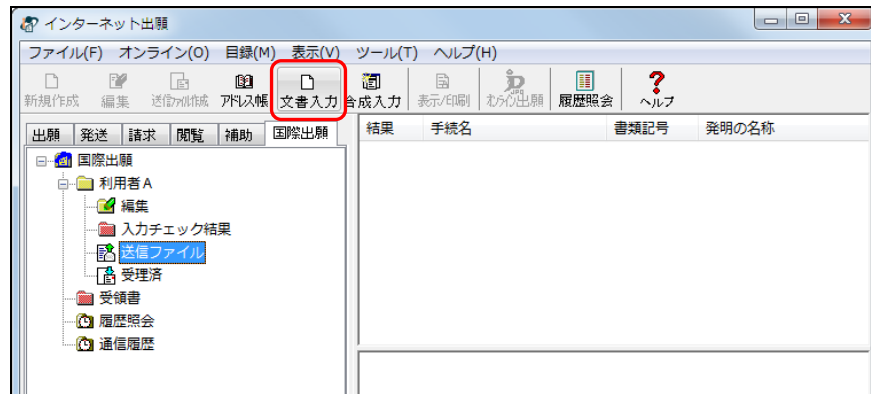 インターネット出願
ファイル(F) オンライン(O) 目録(M) 表示(V) ツール(T) ヘルプ(H)
新規作成 編集 送信ファイル作成 アドレス帳 文書入力 合成入力 表示/印刷 オンライン出願 履歴照会 ヘルプ
出願 発送 請求 閲覧 補助 国際出願
結果 手続名 書類記号 発明の名称
国際出願
利用者A
編集
入力チェック結果
送信ファイル
受理済
受領書
履歴照会
通信履歴